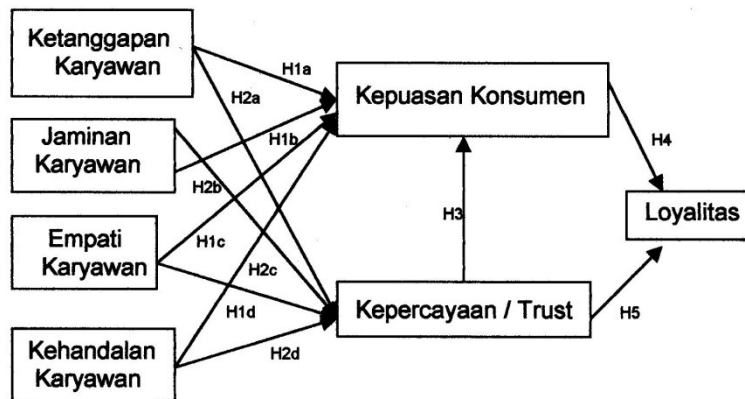 Ketanggapan
Karyawan
Jaminan
Karyawan
Empati
Karyawan
Kehandalan
Karyawan
H1a
H2a
H1b
H2b
H1c
H2c
H1d
H2d
Kepuasan Konsumen
H3
Kepercayaan / Trust
H4
H5
Loyalitas